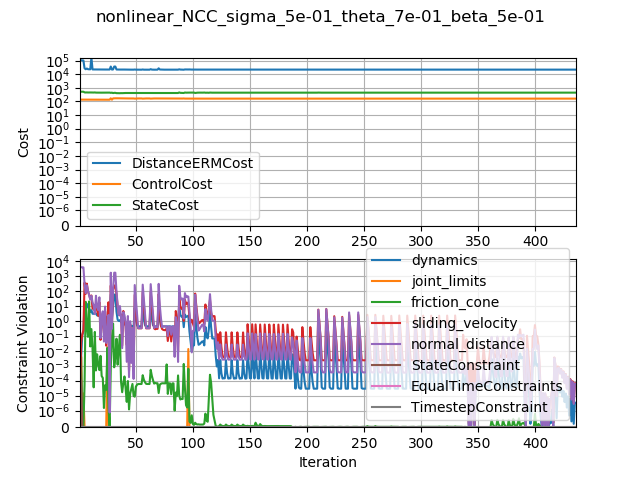 nonlinear_NCC_sigma_5e-01_theta_7e-01_beta_5e-01
Cost
10^5
10^4
10^3
10^2
10^1
10^0
10^-1
10^-2
10^-3
10^-4
10^-5
10^-6
0
DistanceERMCost
ControlCost
StateCost
50 100 150 200 250 300 350 400
Constraint Violation
10^4
10^3
10^2
10^1
10^0
10^-1
10^-2
10^-3
10^-4
10^-5
10^-6
0
dynamics
joint_limits
friction_cone
sliding_velocity
normal_distance
StateConstraint
EqualTimeConstraints
TimestepConstraint
50 100 150 200 250 300 350 400
Iteration